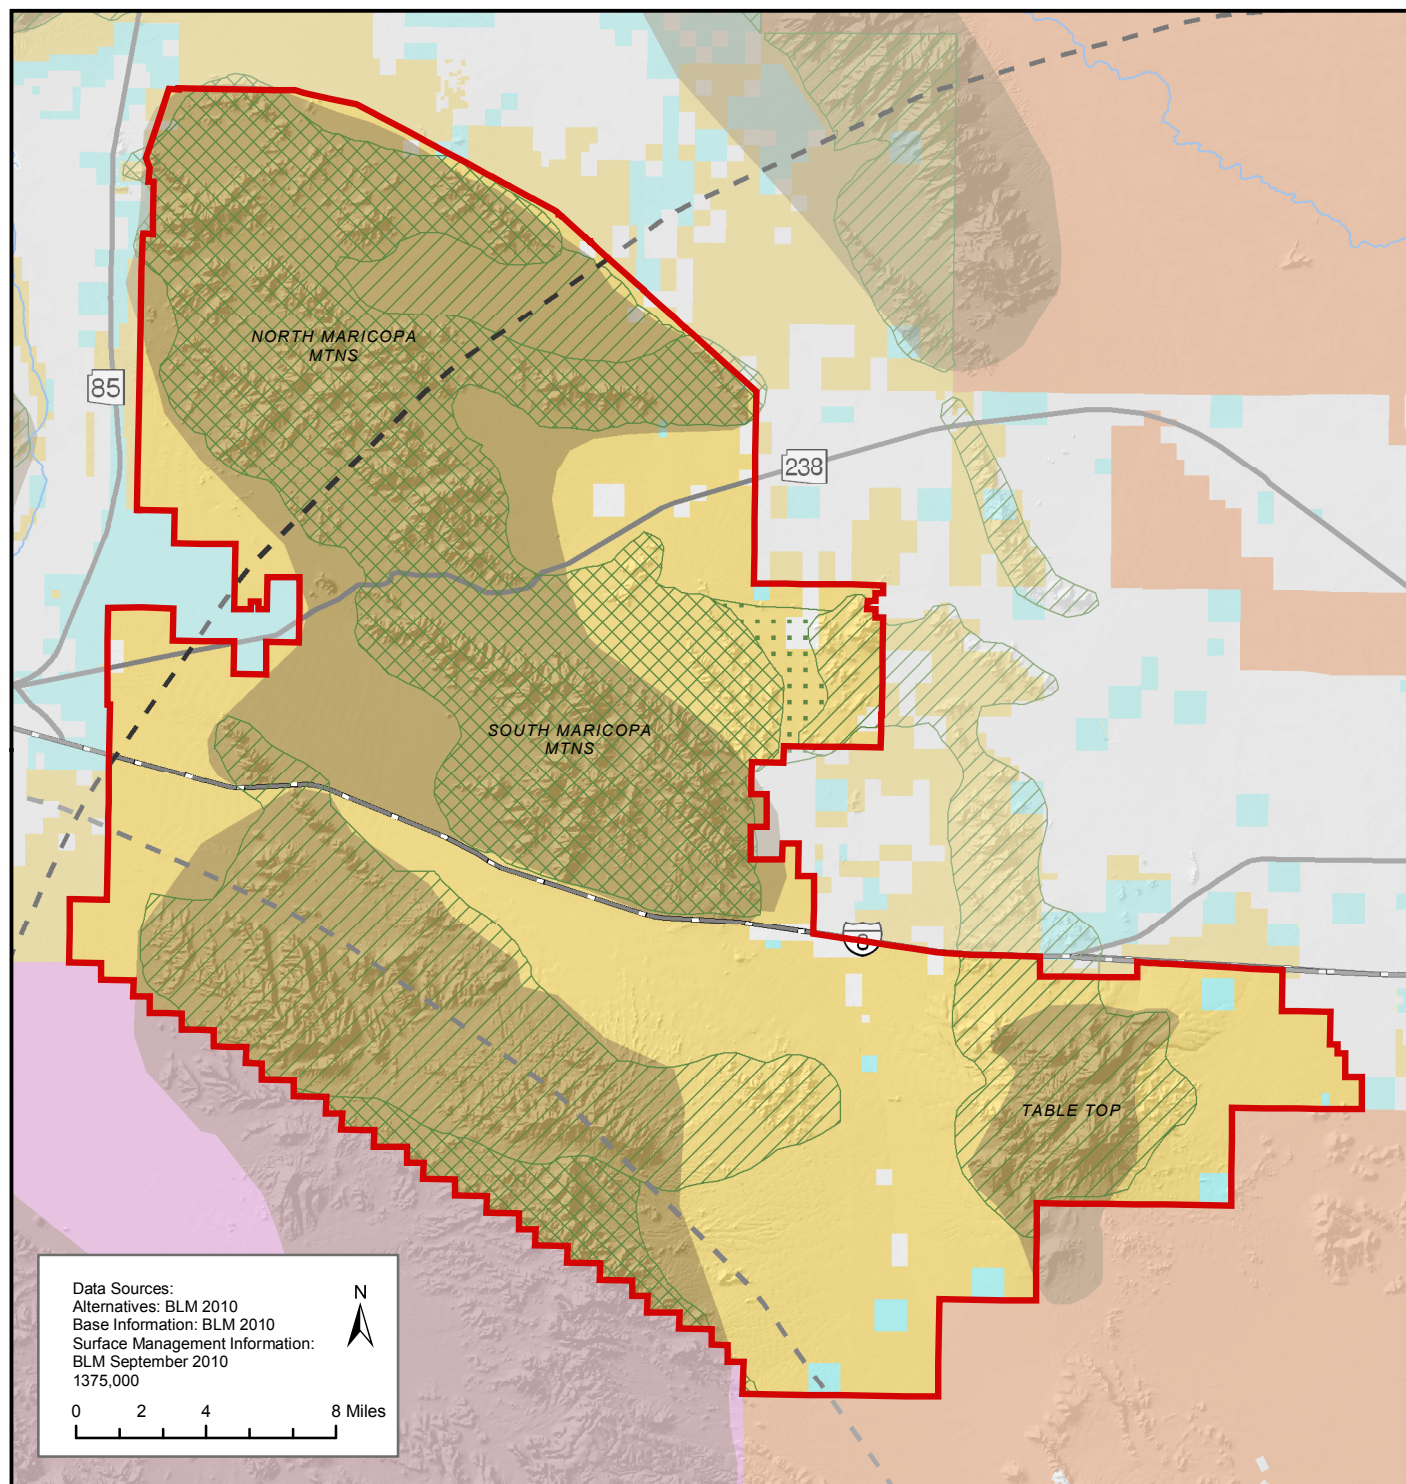 NORTH MARICOPA
MTNS
85
238
SOUTH MARICOPA
MTNS
8
TABLE TOP
Data Sources:
Alternatives: BLM 2010
Base Information: BLM 2010
Surface Management Information:
BLM September 2010
1375,000
N
0 2 4 8 Miles